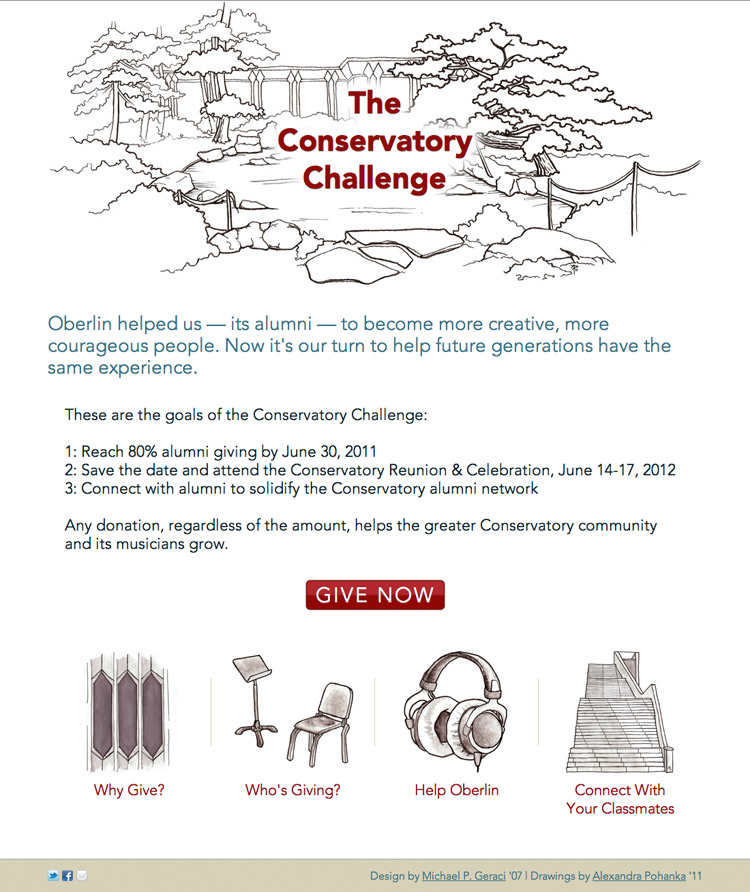 The
Conservatory
Challenge
Oberlin helped us — its alumni — to become more creative, more
courageous people. Now it's our turn to help future generations have the
same experience.
These are the goals of the Conservatory Challenge:
1: Reach 80% alumni giving by June 30, 2011
2: Save the date and attend the Conservatory Reunion & Celebration, June 14-17, 2012
3: Connect with alumni to solidify the Conservatory alumni network
Any donation, regardless of the amount, helps the greater Conservatory community
and its musicians grow.
GIVE NOW
Why Give?
Who's Giving?
Help Oberlin
Connect With
Your Classmates
Design by Michael P. Geraci '07 | Drawings by Alexandra Pohanka '11